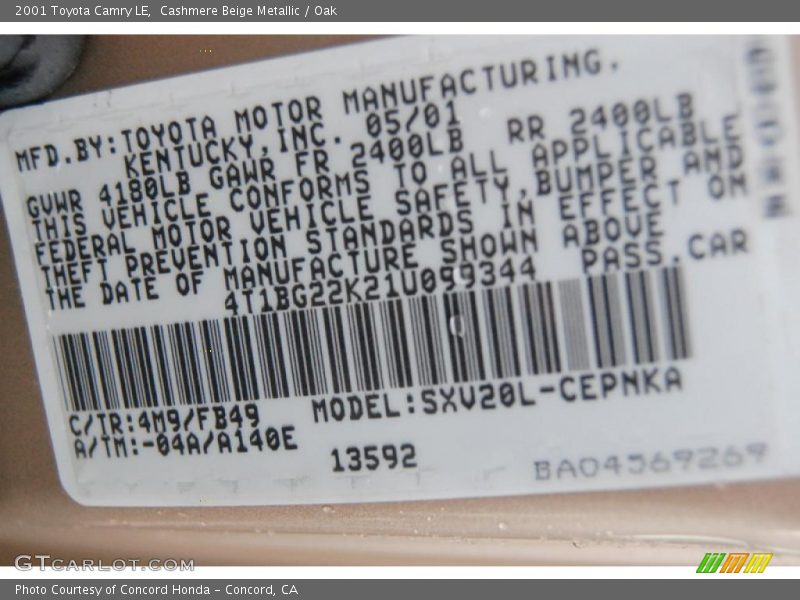 2001 Toyota Camry LE,  Cashmere Beige Metallic / Oak
MFD.BY:TOYOTA MOTOR MANUFACTURING.
KENTUCKY,INC. 05/01
GVWR 4180LB GAWR FR 2400LB RR 2400LB
THIS VEHICLE CONFORMS TO ALL APPLICABLE
FEDERAL MOTOR VEHICLE SAFETY,BUMPER AND
THEFT PREVENTION STANDARDS IN EFFECT ON
THE DATE OF MANUFACTURE SHOWN ABOVE
4T1BG22K21U099344 PASS.CAR
C/TR:4M9/FB49 MODEL:SXV20L-CEPNKA
A/TM:-04A/A140E
13592 BA04569269
GTCARLOT.COM
Photo Courtesy of Concord Honda - Concord, CA